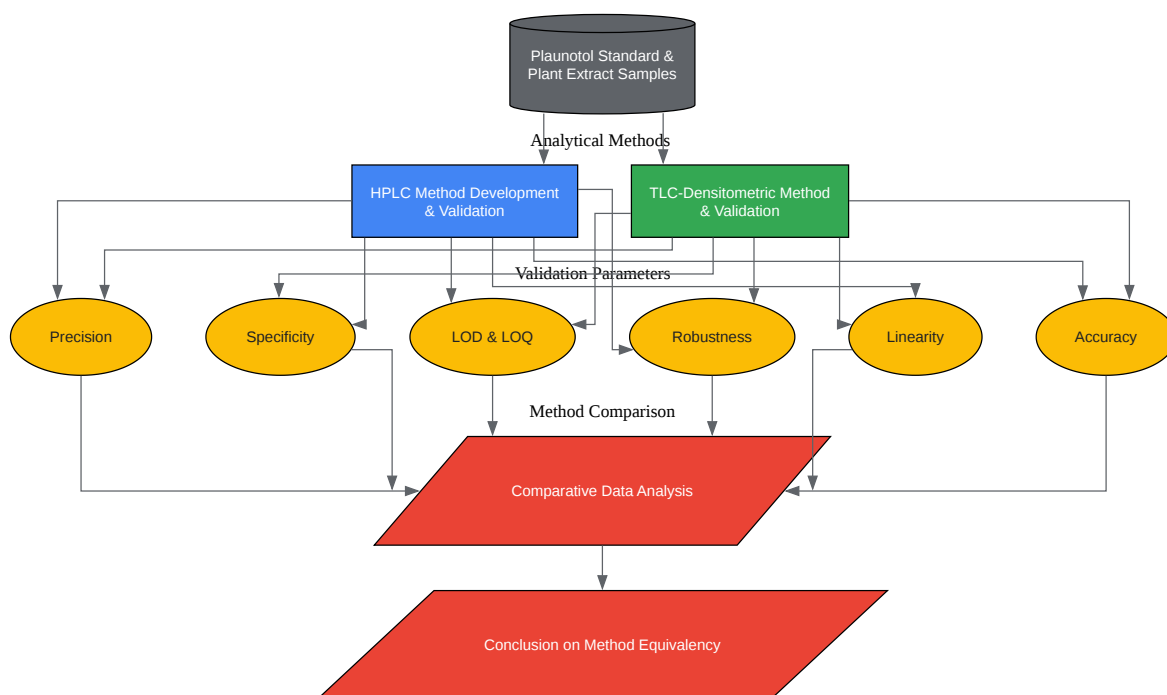 Plaunotol Standard &
Plant Extract Samples
Analytical Methods
HPLC Method Development
& Validation
TLC-Densitometric Method
& Validation
Validation Parameters
Precision
Specificity
LOD & LOQ
Robustness
Linearity
Accuracy
Method Comparison
Comparative Data Analysis
Conclusion on Method Equivalency